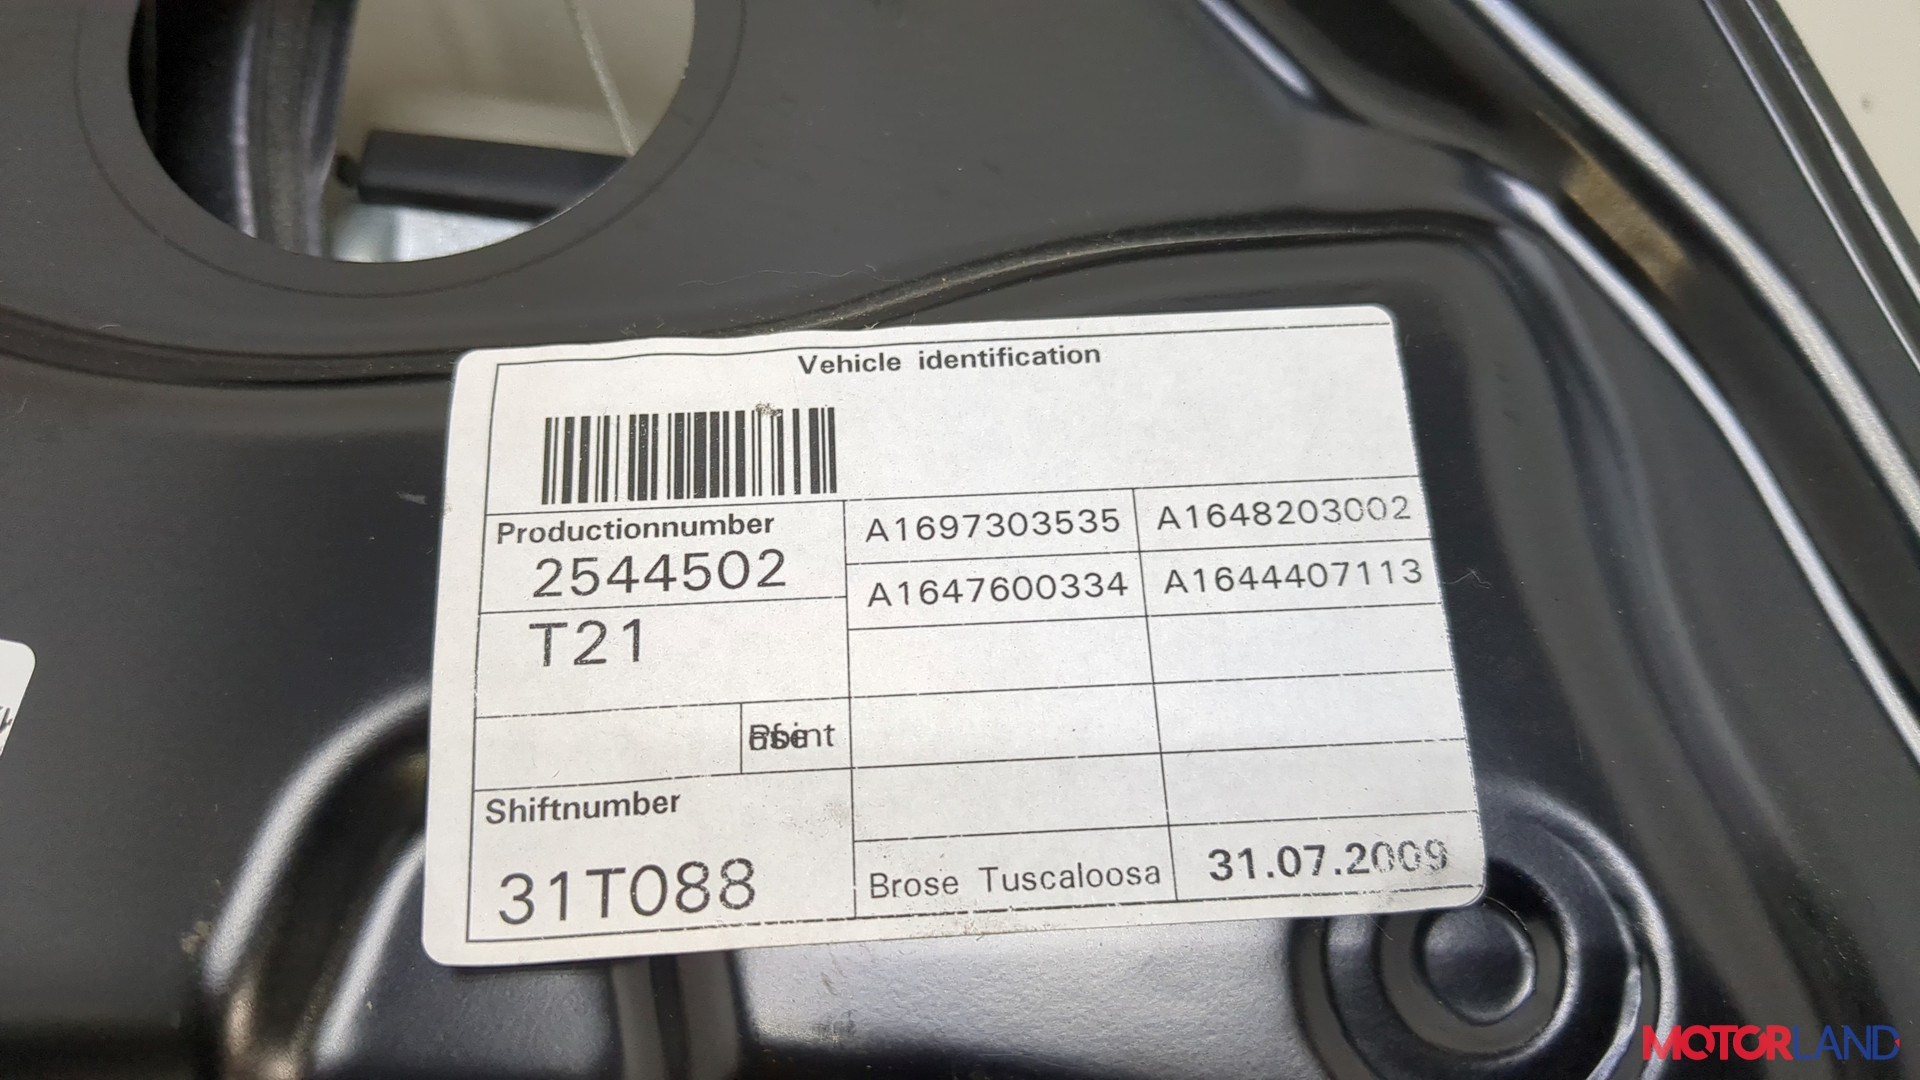 Vehicle identification
Productionnumber
2544502
A1697303535
A1648203002
A1647600334
A1644407113
T21
Shiftnumber
31T088
Brose Tuscaloosa
31.07.2009
MOTORLAND